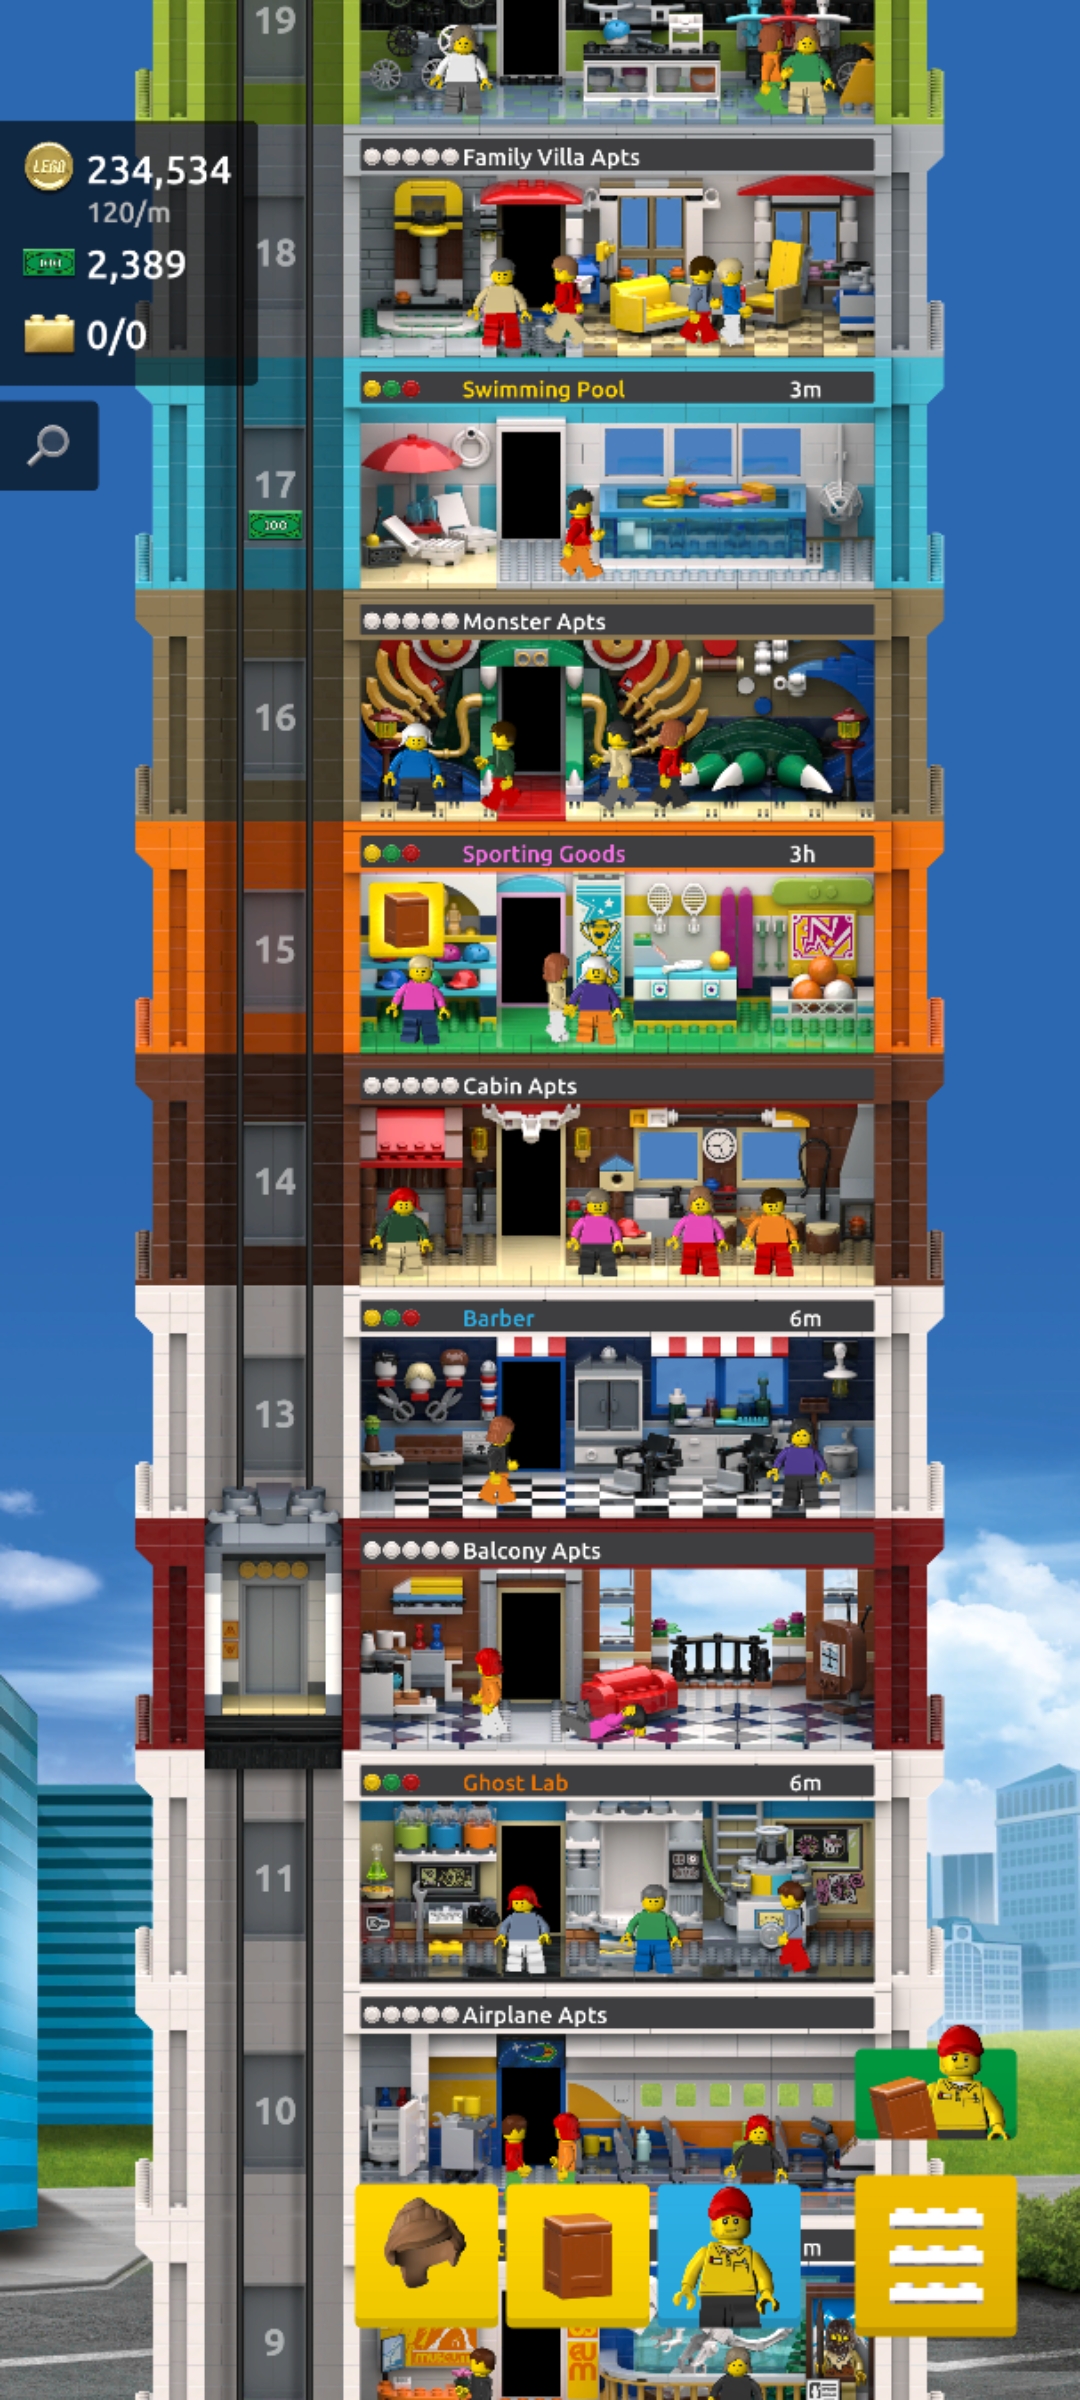 19
LEGO
234,534
120/m
2,389
0/0
Family Villa Apts
18
Swimming Pool 3m
17
100
Monster Apts
16
Sporting Goods 3h
15
Cabin Apts
14
Barber 6m
13
Balcony Apts
Ghost Lab 6m
11
Airplane Apts
10
m
9
museum